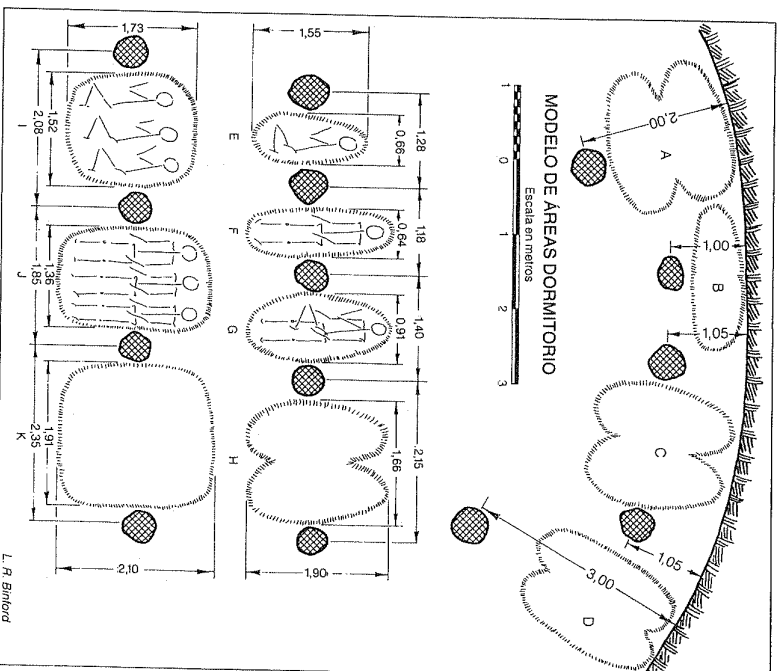 2,00
A
1,00
B
1,05
C
1,05
3,00
D
MODELO DE ÁREAS DORMITORIO
Escala en metros
1 0 1 2 3
1,28
1,18
1,40
2,15
0,66
0,64
0,91
1,66
1,55
1,90
E
F
G
H
1,73
1,52
2,08
I
1,36
1,85
J
1,91
2,35
K
2,10
L. R. Binford